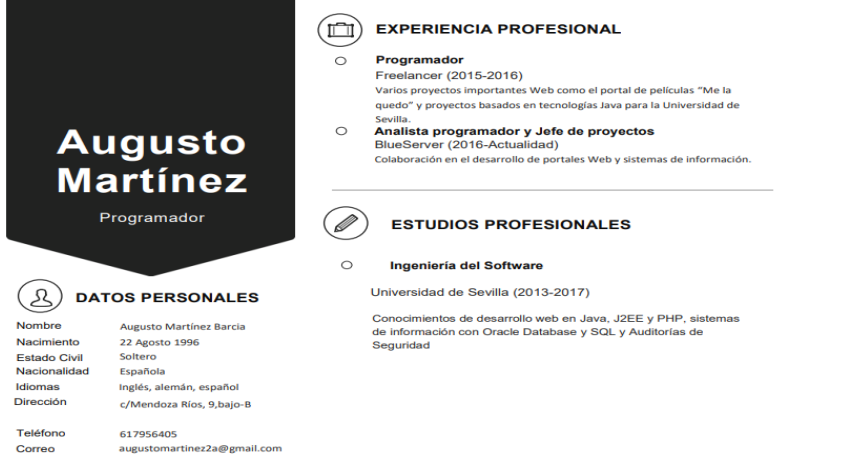 Augusto
Martínez
Programador
DATOS PERSONALES
Nombre Augusto Martínez Barcia
Nacimiento 22 Agosto 1996
Estado Civil Soltero
Nacionalidad Española
Idiomas Inglés, alemán, español
Dirección c/Mendoza Ríos, 9,bajo-B
Teléfono 617956405
Correo augustomartinez2a@gmail.com
EXPERIENCIA PROFESIONAL
Programador
Freelancer (2015-2016)
Varios proyectos importantes Web como el portal de películas “Me la
quedo” y proyectos basados en tecnologías Java para la Universidad de
Sevilla.
Analista programador y Jefe de proyectos
BlueServer (2016-Actualidad)
Colaboración en el desarrollo de portales Web y sistemas de información.
ESTUDIOS PROFESIONALES
Ingeniería del Software
Universidad de Sevilla (2013-2017)
Conocimientos de desarrollo web en Java, J2EE y PHP, sistemas
de información con Oracle Database y SQL y Auditorías de
Seguridad